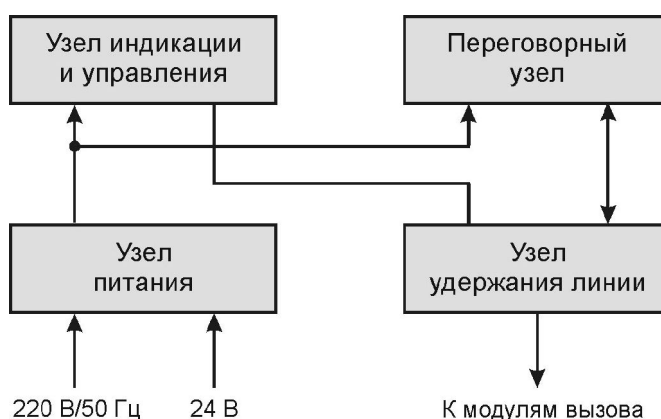 Узел индикации
и управления
Переговорный
узел
Узел
питания
Узел
удержания линии
220 В/50 Гц
24 В
К модулям вызова